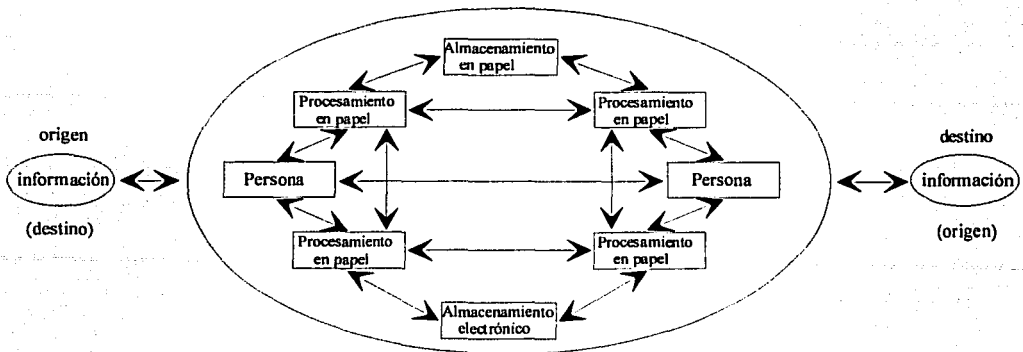 Almacenamiento
en papel
Procesamiento
en papel
Procesamiento
en papel
origen
destino
información
Persona
Persona
información
(destino)
(origen)
Procesamiento
en papel
Procesamiento
en papel
Almacenamiento
electrónico